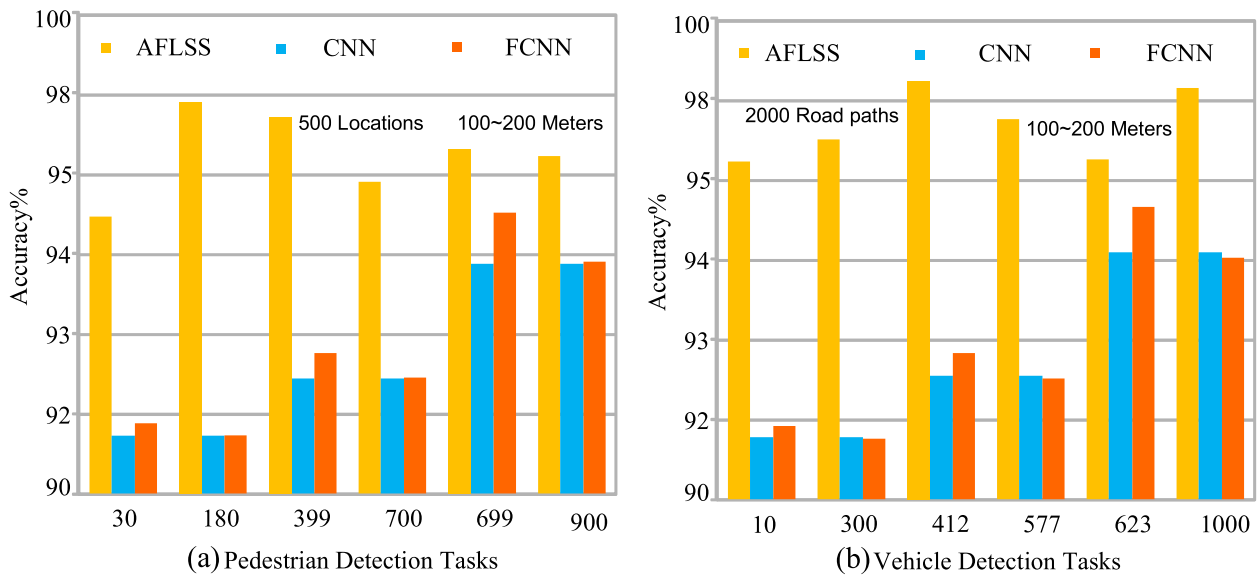 100
AFLSS CNN FCNN
98
500 Locations 100~200 Meters
95
94
93
92
90
Accuracy%
30 180 399 700 699 900
(a) Pedestrian Detection Tasks
100
AFLSS CNN FCNN
98
2000 Road paths 100~200 Meters
95
94
93
92
90
Accuracy%
10 300 412 577 623 1000
(b) Vehicle Detection Tasks